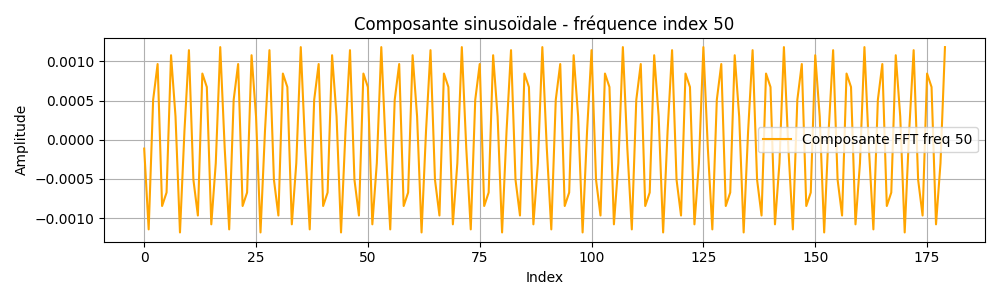 Composante sinusoïdale - fréquence index 50
Amplitude
0.0010
0.0005
0.0000
−0.0005
−0.0010
Composante FFT freq 50
0 25 50 75 100 125 150 175
Index